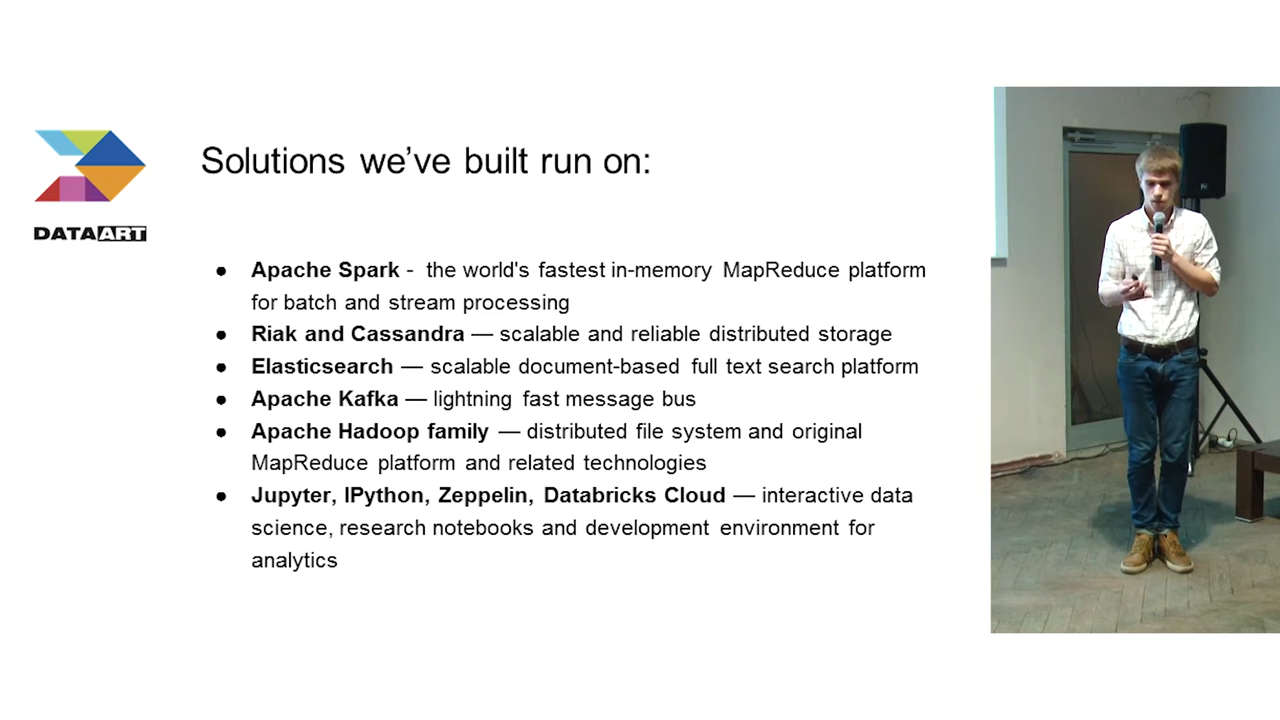 DATAART
Solutions we’ve built run on:
● Apache Spark - the world's fastest in-memory MapReduce platform
for batch and stream processing
● Riak and Cassandra — scalable and reliable distributed storage
● Elasticsearch — scalable document-based full text search platform
● Apache Kafka — lightning fast message bus
● Apache Hadoop family — distributed file system and original
MapReduce platform and related technologies
● Jupyter, IPython, Zeppelin, Databricks Cloud — interactive data
science, research notebooks and development environment for
analytics